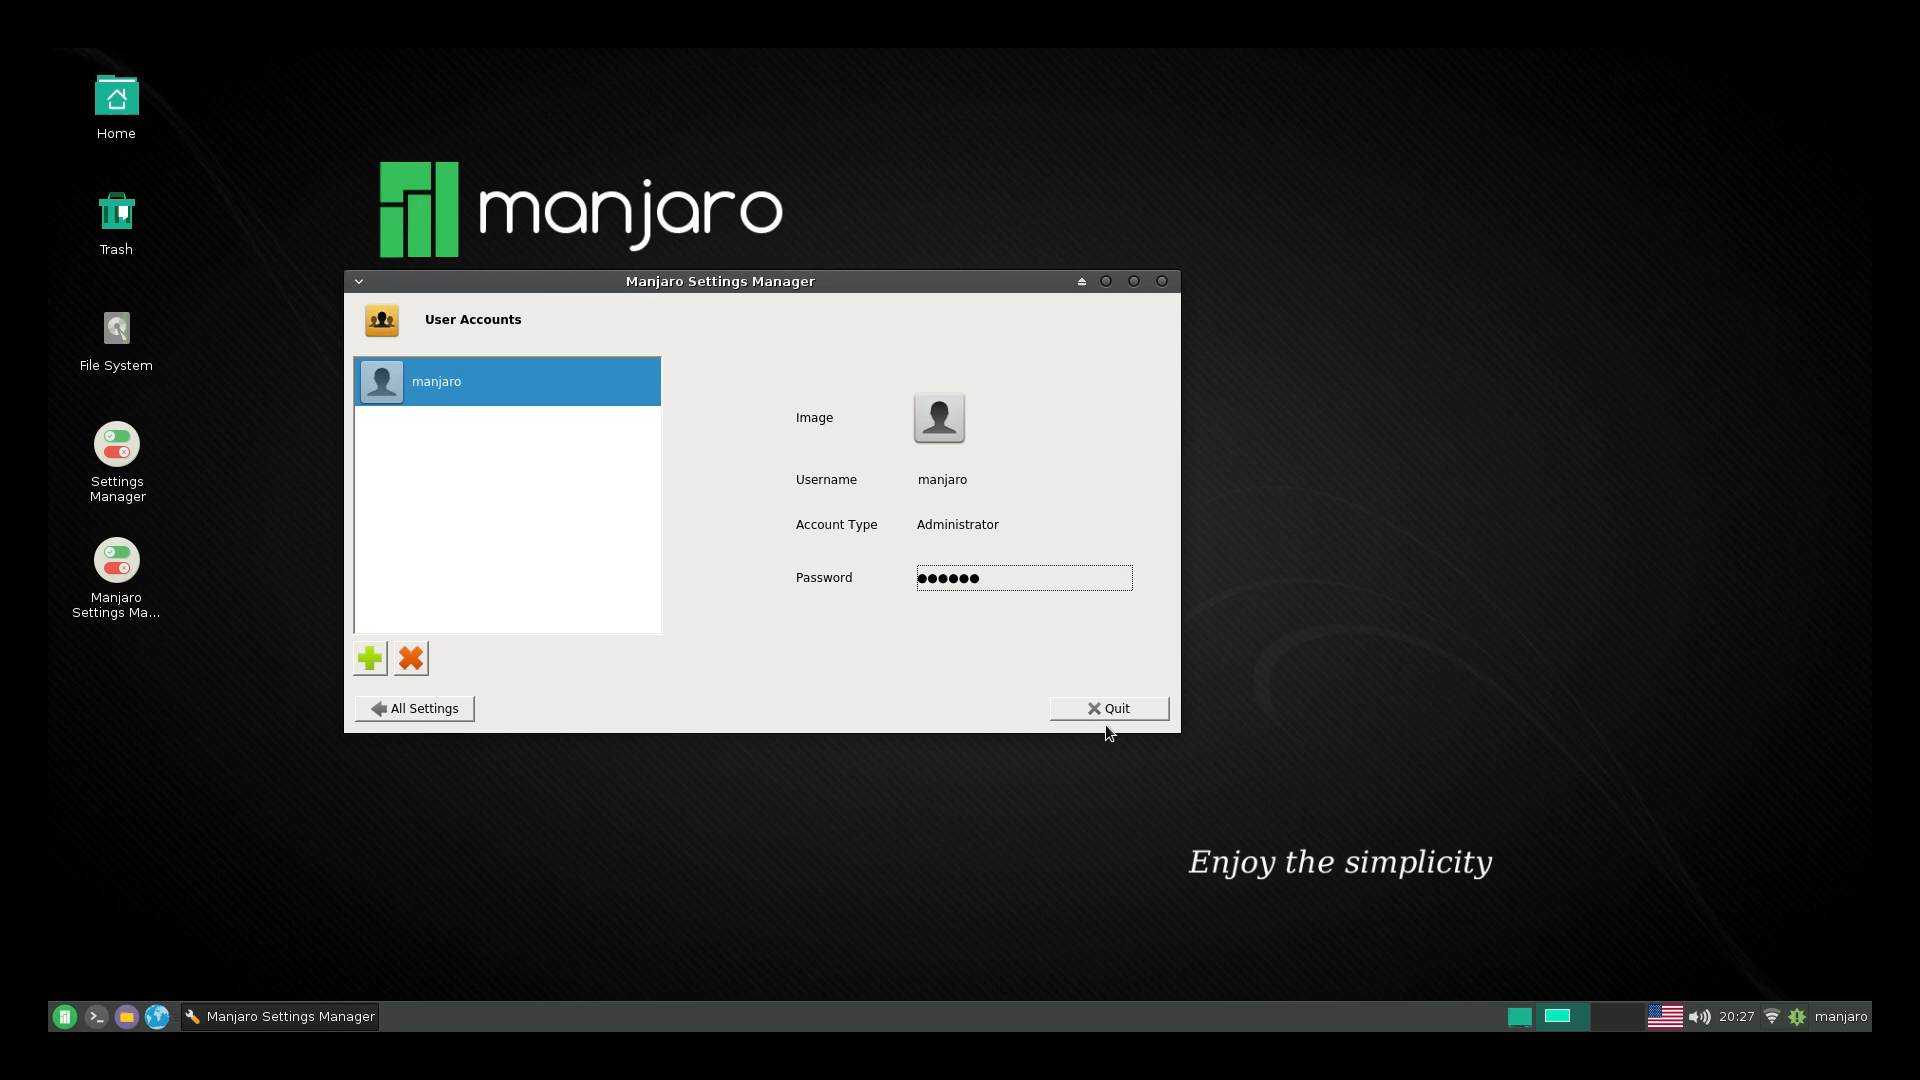 Home
Trash
File System
Settings
Manager
Manjaro
Settings Ma...
manjaro
Manjaro Settings Manager
User Accounts
manjaro
Image
Username manjaro
Account Type Administrator
Password ●●●●●●
All Settings
Quit
Enjoy the simplicity
Manjaro Settings Manager
20:27
manjaro